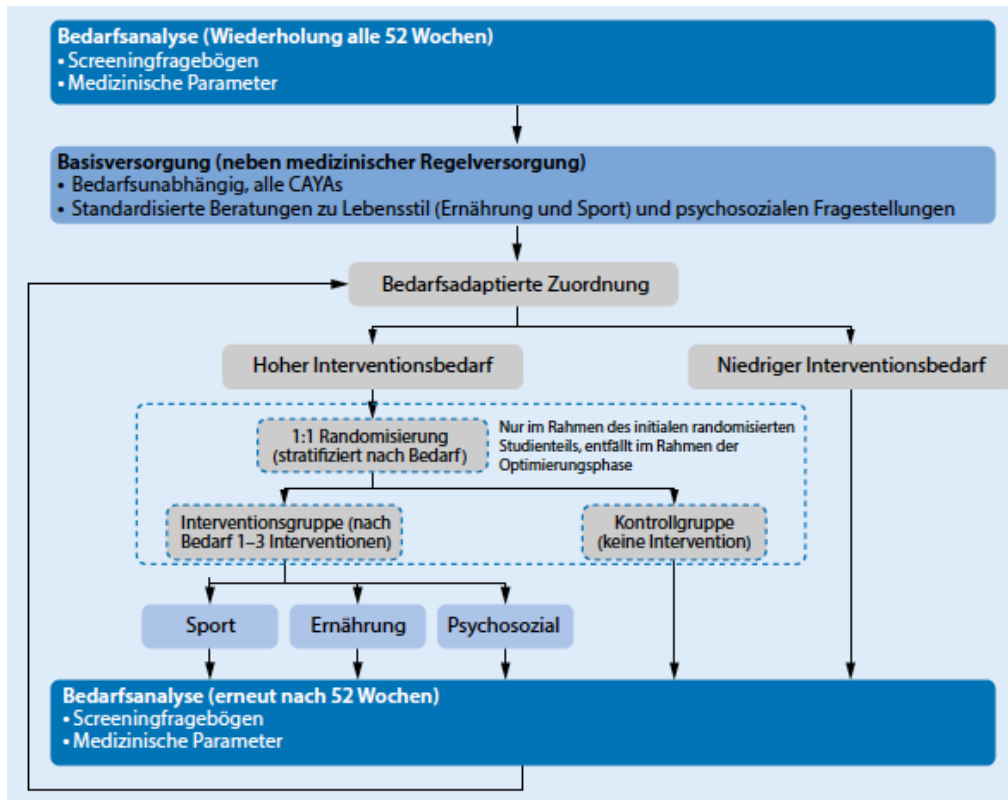 Bedarfsanalyse (Wiederholung alle 52 Wochen)
• Screeningfragebögen
• Medizinische Parameter
Basisversorgung (neben medizinischer Regelversorgung)
• Bedarfsunabhängig, alle CAYAs
• Standardisierte Beratungen zu Lebensstil (Ernährung und Sport) und psychosozialen Fragestellungen
Bedarfsadaptierte Zuordnung
Hoher Interventionsbedarf
Niedriger Interventionsbedarf
1:1 Randomisierung
(stratifiziert nach Bedarf)
Nur im Rahmen des initialen randomisierten
Studienteils, entfällt im Rahmen der
Optimierungsphase
Interventionsgruppe (nach
Bedarf 1–3 Interventionen)
Kontrollgruppe
(keine Intervention)
Sport
Ernährung
Psychosozial
Bedarfsanalyse (erneut nach 52 Wochen)
• Screeningfragebögen
• Medizinische Parameter